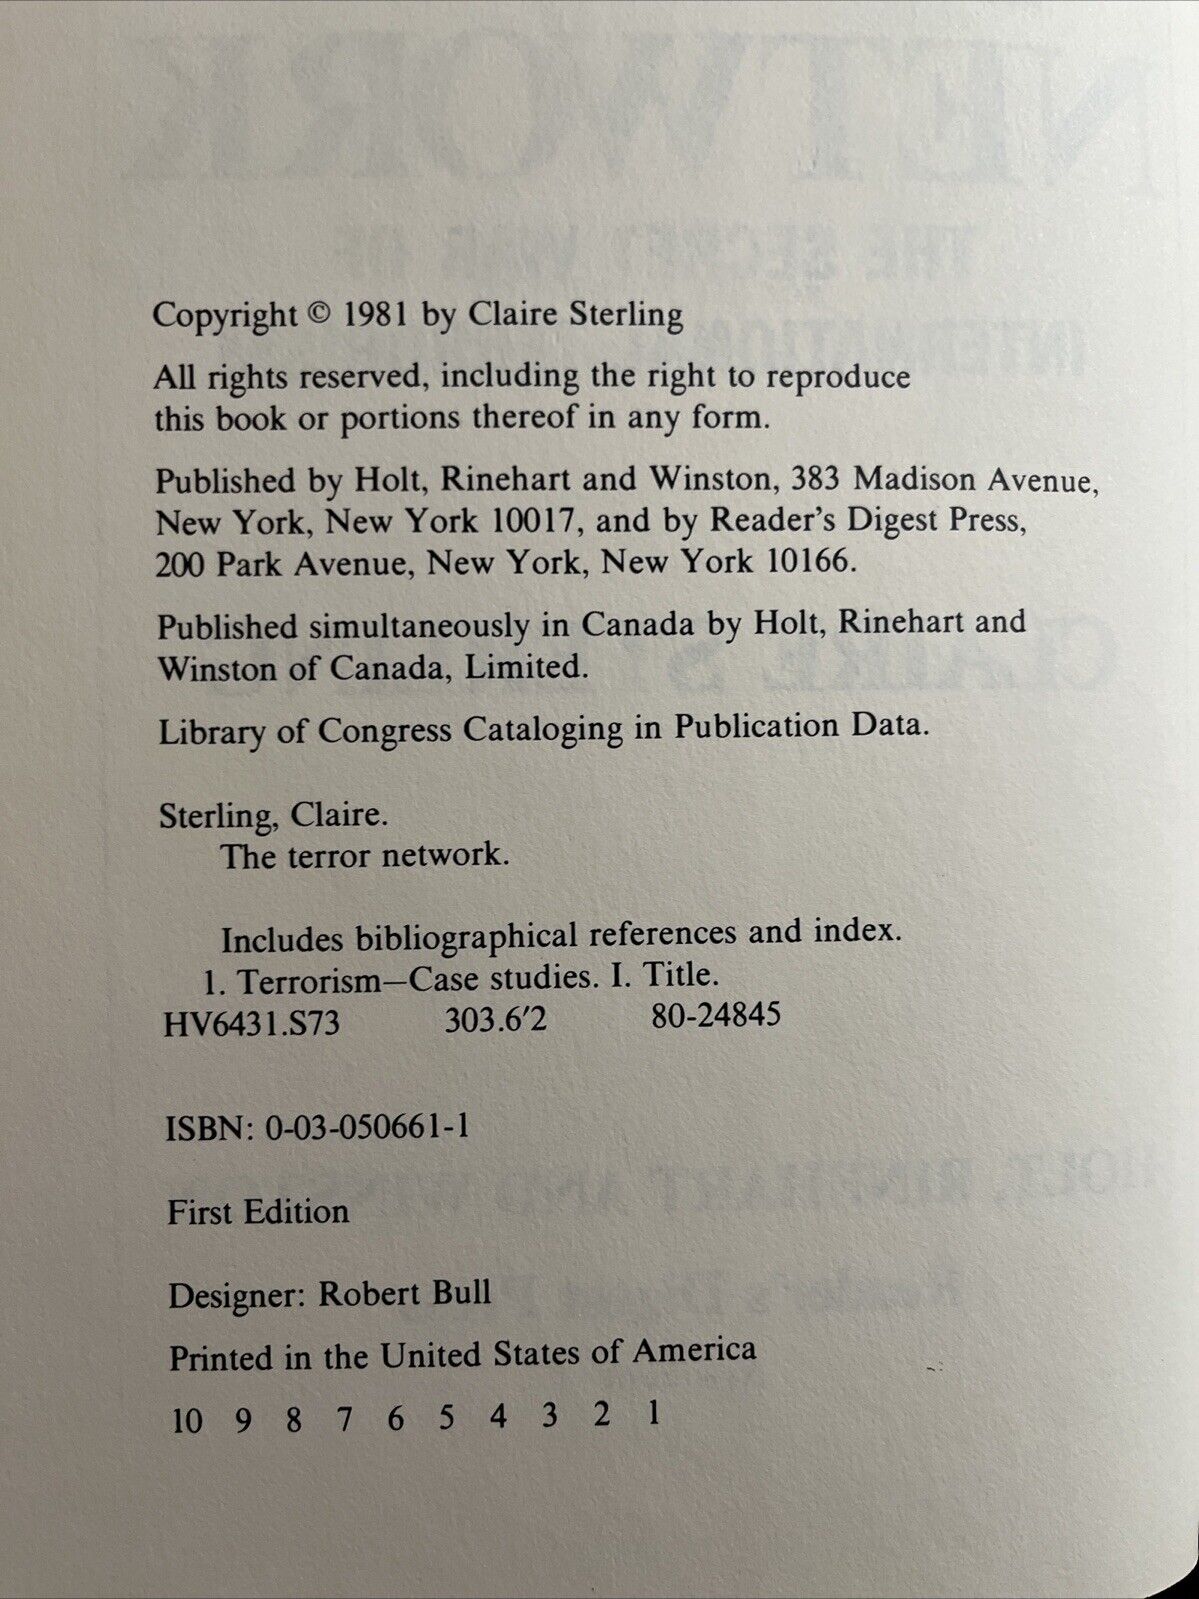 Copyright © 1981 by Claire Sterling
All rights reserved, including the right to reproduce
this book or portions thereof in any form.
Published by Holt, Rinehart and Winston, 383 Madison Avenue,
New York, New York 10017, and by Reader's Digest Press,
200 Park Avenue, New York, New York 10166.
Published simultaneously in Canada by Holt, Rinehart and
Winston of Canada, Limited.
Library of Congress Cataloging in Publication Data.
Sterling, Claire.
The terror network.
Includes bibliographical references and index.
1. Terrorism—Case studies. I. Title.
HV6431.S73 303.6′2 80-24845
ISBN: 0-03-050661-1
First Edition
Designer: Robert Bull
Printed in the United States of America
10 9 8 7 6 5 4 3 2 1